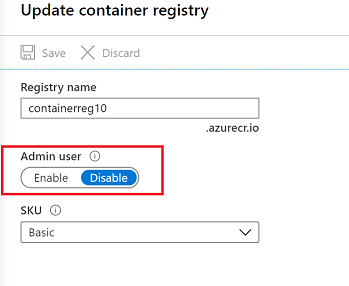 Update container registry
Save Discard
Registry name
containerreg10
.azurecr.io
Admin user
Enable Disable
SKU
Basic